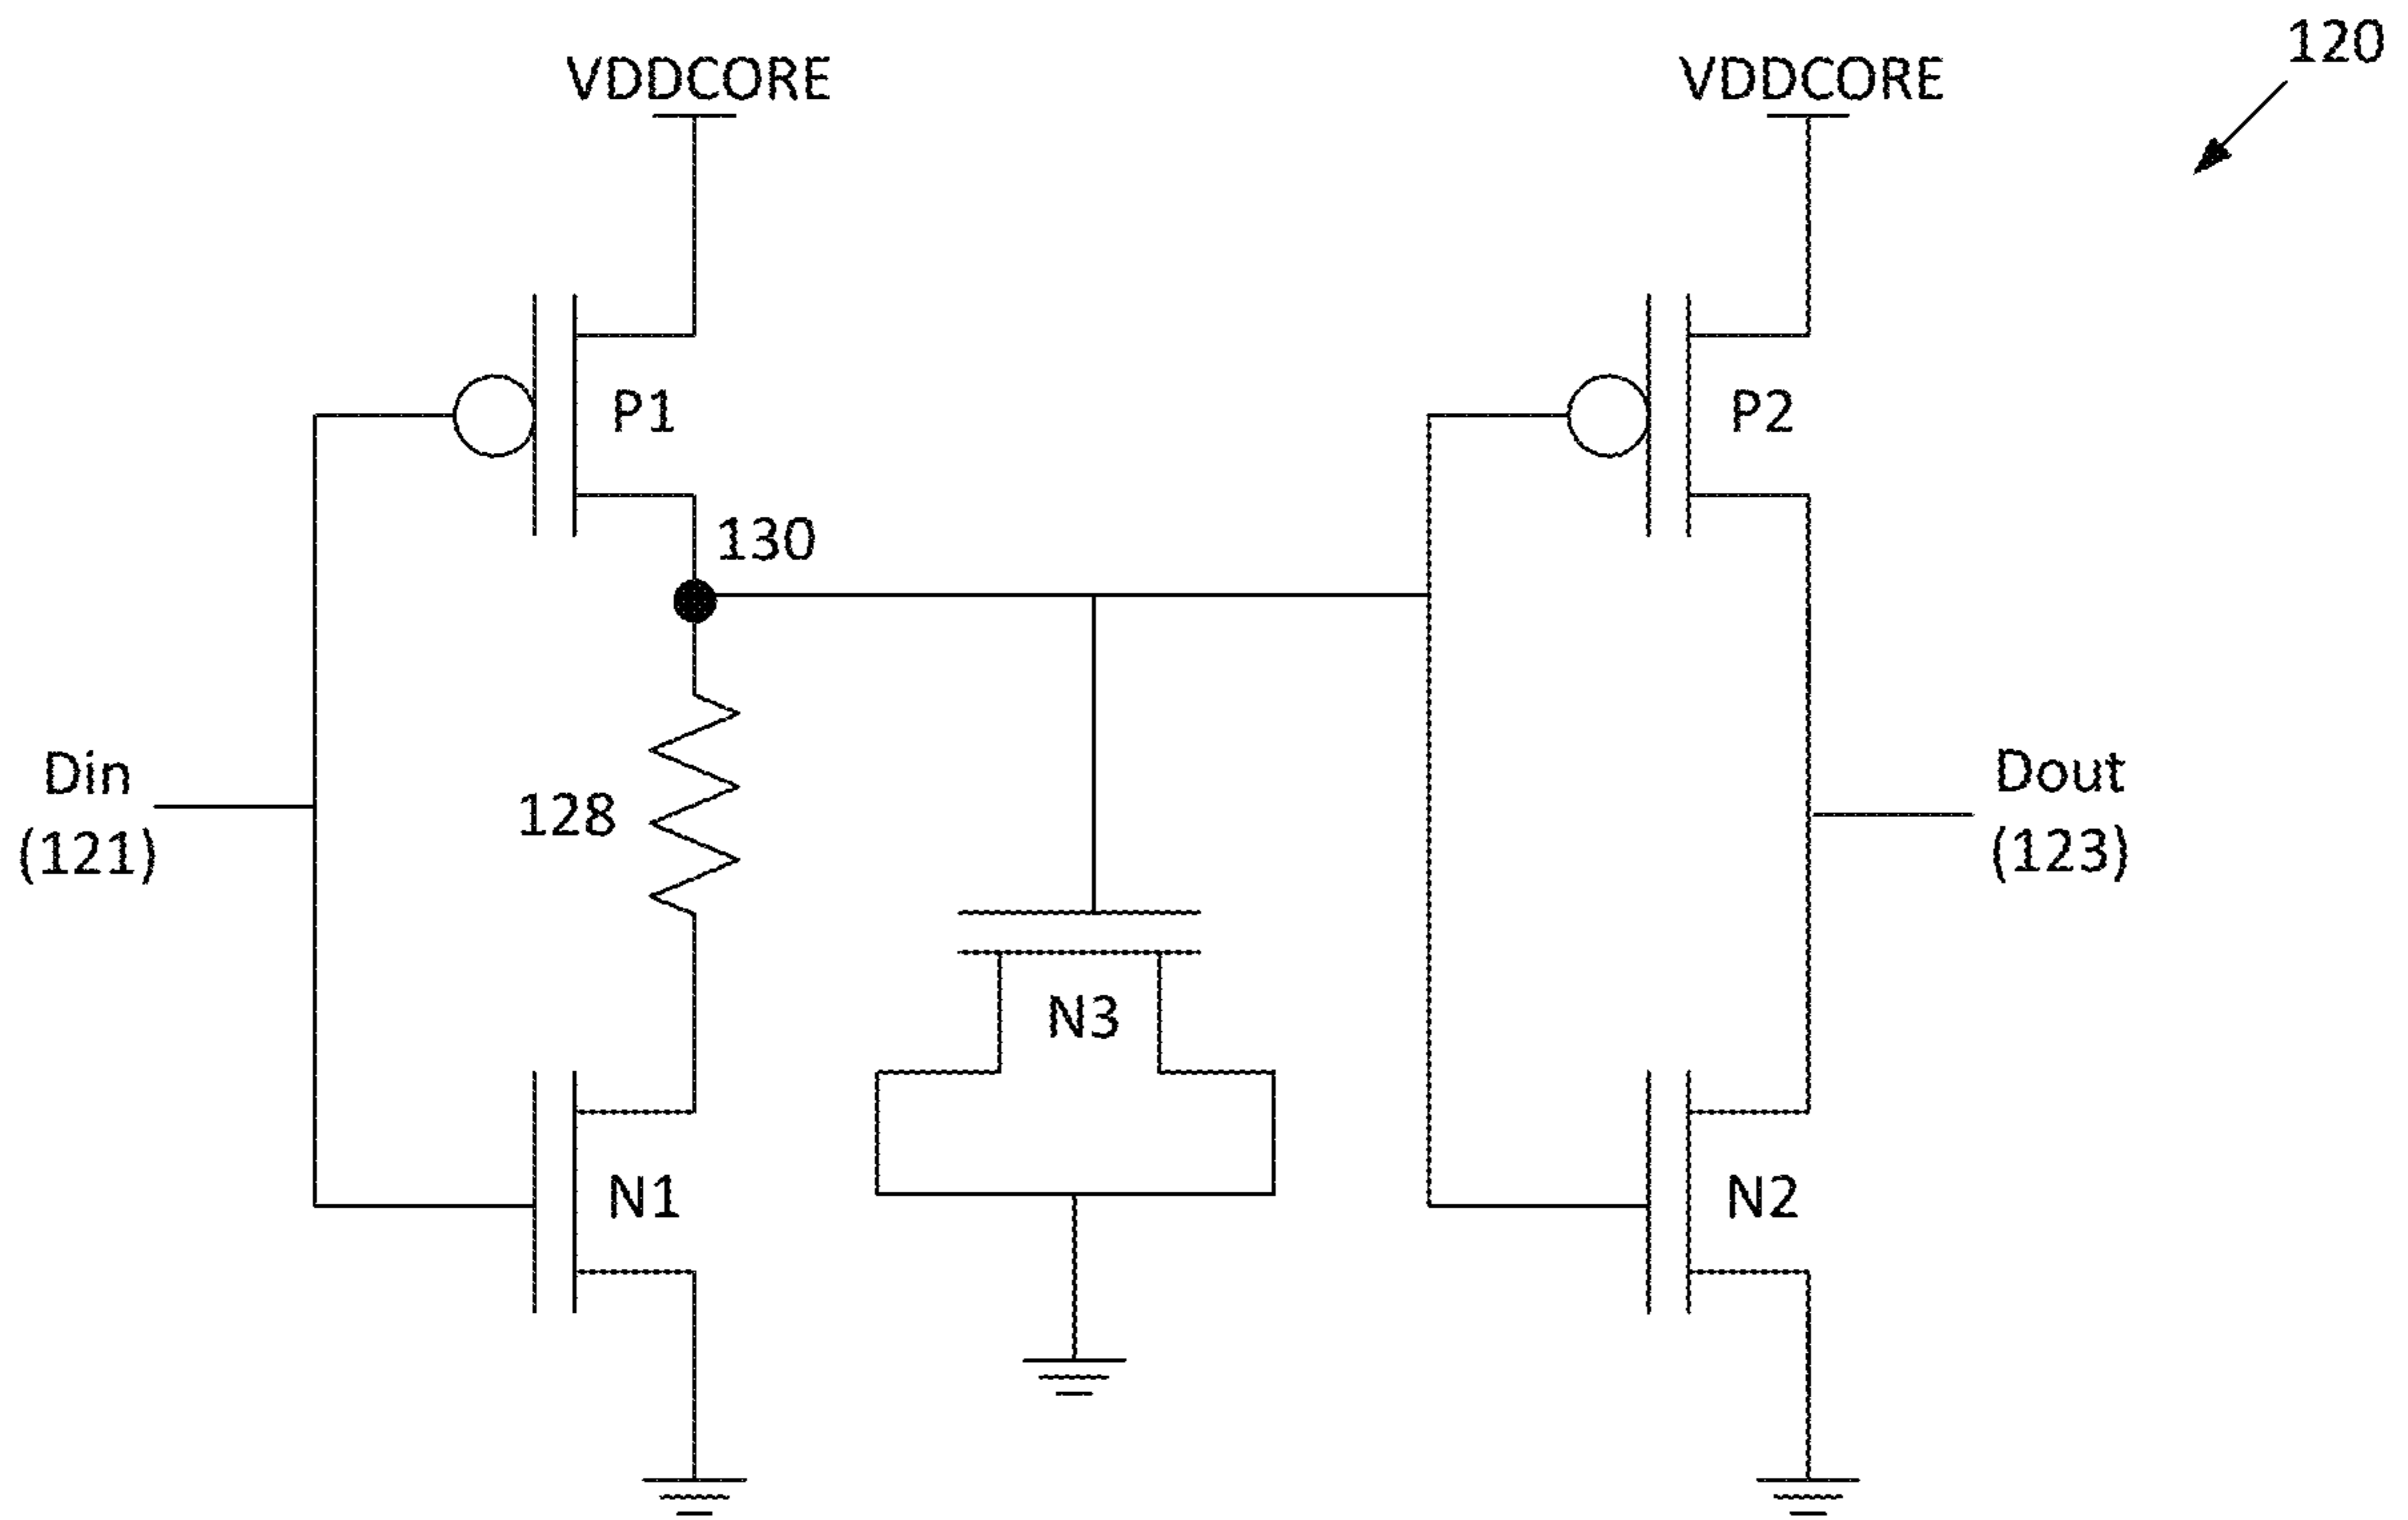 120
VDDCORE
VDDCORE
P1
P2
130
Din
(121)
128
Dout
(123)
N3
N1
N2